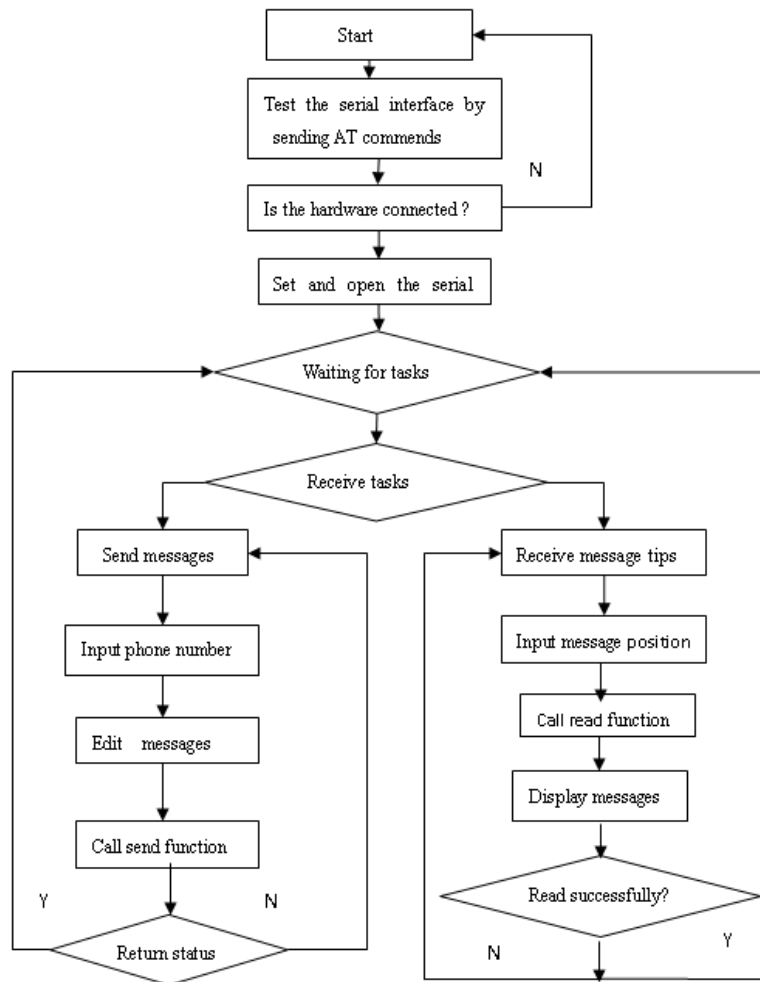 Start
Test the serial interface by
sending AT commends
N
Is the hardware connected ?
Set and open the serial
Waiting for tasks
Receive tasks
Send messages
Input phone number
Edit messages
Call send function
Y
N
Return status
Receive message tips
Input message position
Call read function
Display messages
Read successfully?
N
Y